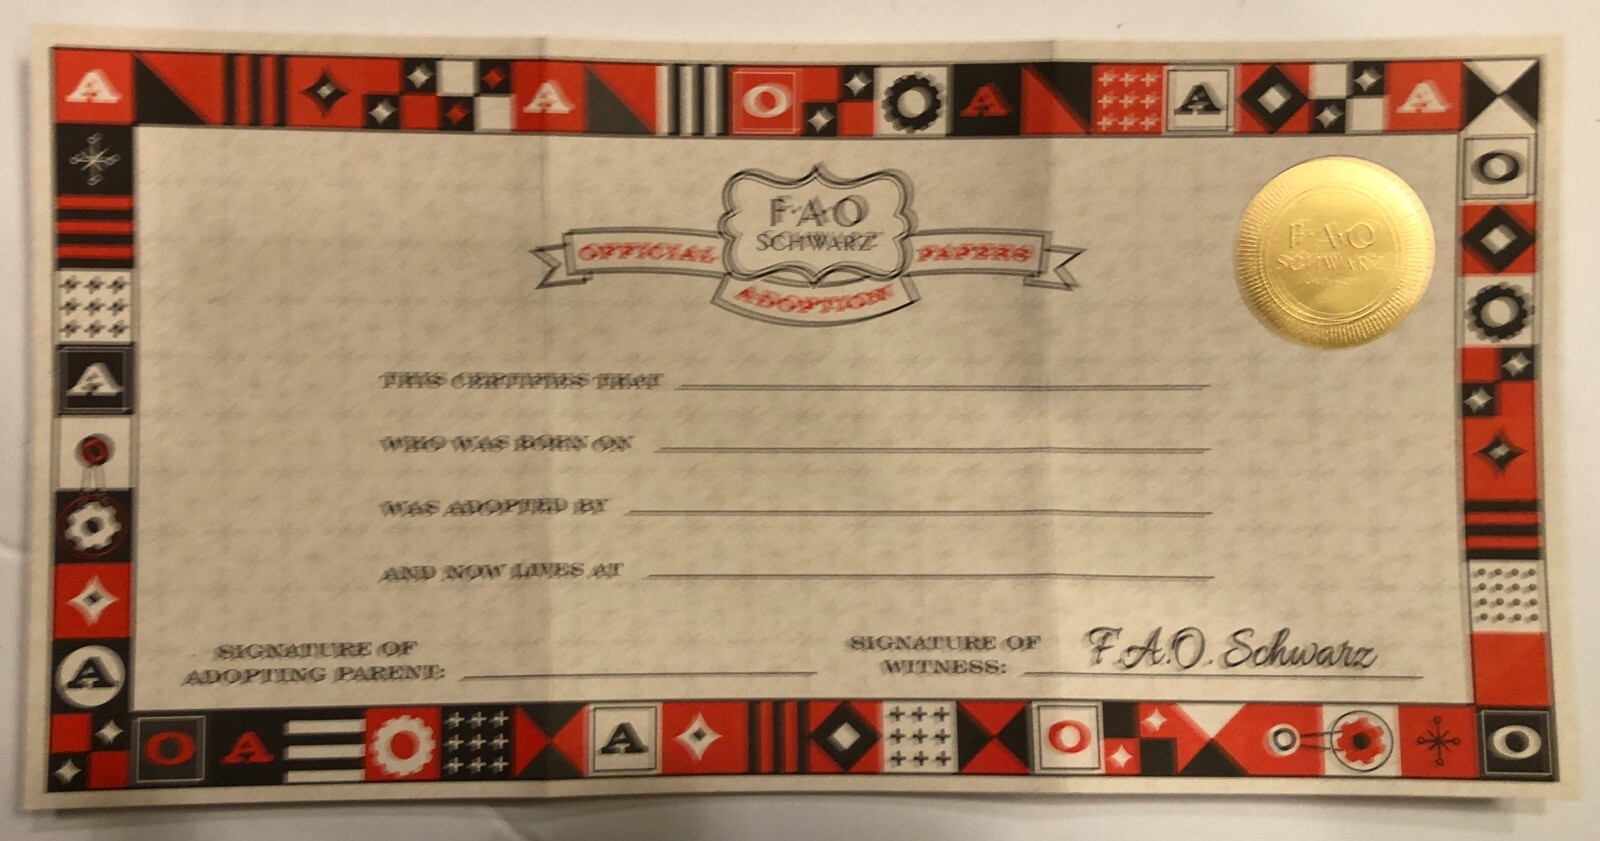 A A O O A A A
F·A·O
SCHWARZ
OFFICIAL PAPERS
ADOPTION
F·A·O
SCHWARZ
THIS CERTIFIES THAT
WHO WAS BORN ON
WAS ADOPTED BY
AND NOW LIVES AT
SIGNATURE OF
ADOPTING PARENT:
SIGNATURE OF
WITNESS:
F.A.O. Schwarz
O
O
A
O
A
O A O A O O